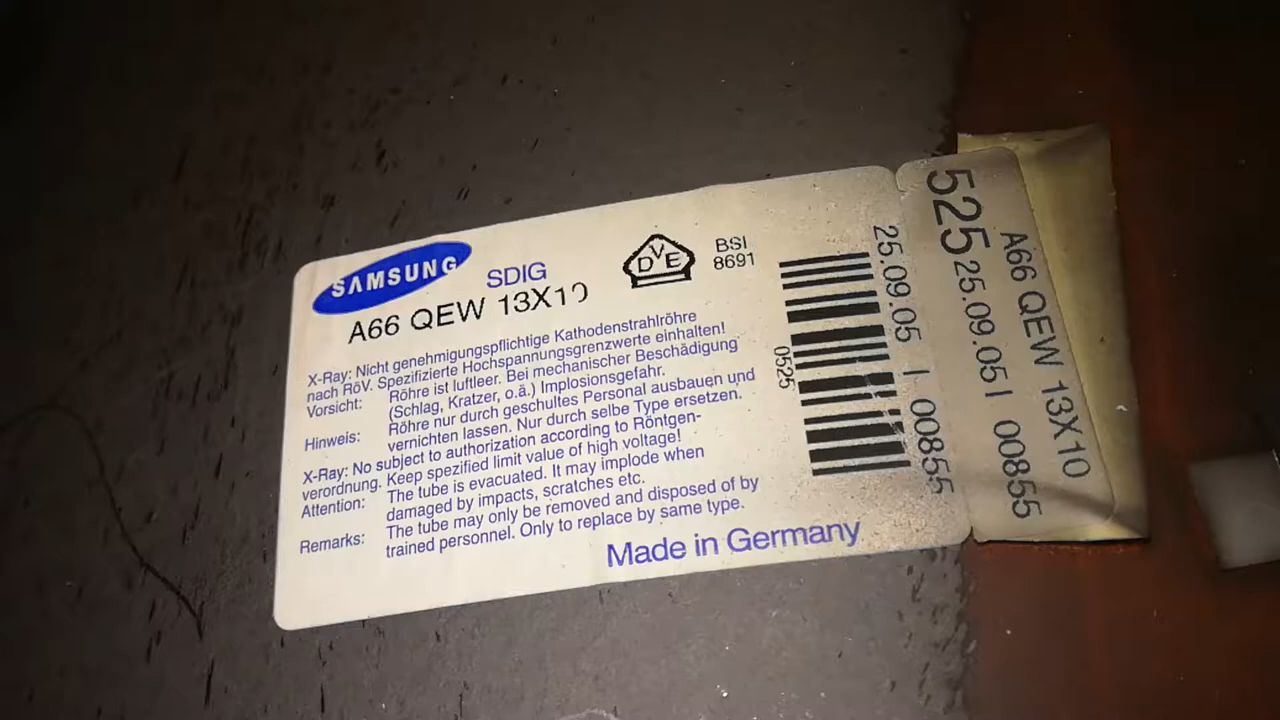 SAMSUNG
SDIG
A66 QEW 13X10
DVE
BSI
8691
X-Ray: Nicht genehmigungspflichtige Kathodenstrahlröhre
nach RöV. Spezifizierte Hochspannungsgrenzwerte einhalten!
Vorsicht: Röhre ist luftleer. Bei mechanischer Beschädigung
(Schlag, Kratzer, o.ä.) Implosionsgefahr.
Hinweis: Röhre nur durch geschultes Personal ausbauen und
vernichten lassen. Nur durch selbe Type ersetzen.
X-Ray: No subject to authorization according to Röntgen-
verordnung. Keep spezified limit value of high voltage!
Attention: The tube is evacuated. It may implode when
damaged by impacts, scratches etc.
Remarks: The tube may only be removed and disposed of by
trained personnel. Only to replace by same type.
Made in Germany
0525
25.09.05 I 00855
525 25.09.05 I 00855
A66 QEW 13X10